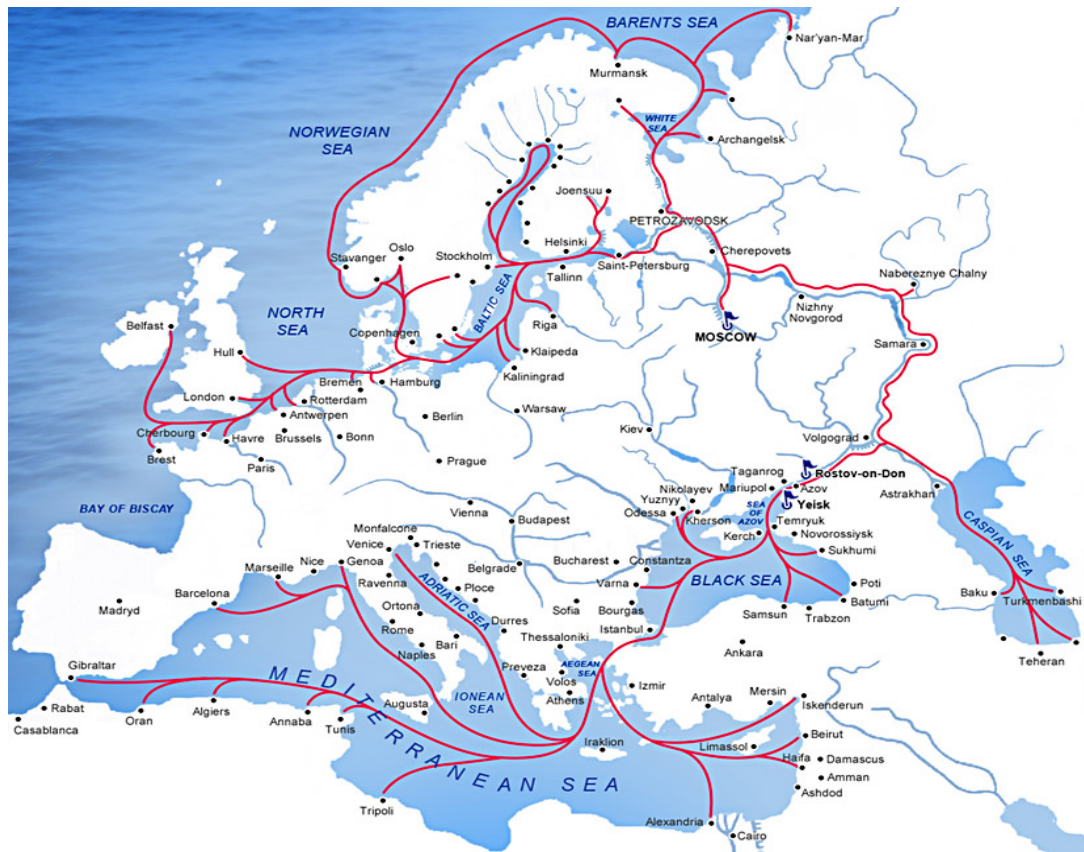 BARENTS SEA
Nar'yan-Mar
Murmansk
WHITE
SEA
Archangelsk
NORWEGIAN
SEA
Joensuu
PETROZAVODSK
Oslo
Stavanger
Stockholm
Helsinki
Tallinn
Saint-Petersburg
Cherepovets
Nabereznye Chalny
NORTH
SEA
BALTIC SEA
Nizhny
Novgorod
Belfast
Copenhagen
Riga
MOSCOW
Samara
Hull
Klaipeda
Kaliningrad
Bremen
Hamburg
London
Rotterdam
Antwerpen
Berlin
Warsaw
Cherbourg
Havre
Brussels
Bonn
Kiev
Volgograd
Brest
Paris
Prague
Taganrog
Rostov-on-Don
Mariupol
Azov
Astrakhan
Nikolayev
Yuznyy
Odessa
Kherson
SEA
OF
AZOV
Yeisk
BAY OF BISCAY
Vienna
Budapest
Temryuk
Kerch
Novorossiysk
CASPIAN SEA
Monfalcone
Venice
Trieste
Sukhumi
Marseille
Nice
Genoa
Ravenna
Belgrade
Bucharest
Constantza
BLACK SEA
Poti
Barcelona
ADRIATIC SEA
Ploce
Varna
Batumi
Baku
Turkmenbashi
Madryd
Ortona
Sofia
Bourgas
Samsun
Trabzon
Rome
Durres
Istanbul
Naples
Bari
Thessaloniki
Ankara
Teheran
Gibraltar
Preveza
AEGEAN
SEA
Volos
Athens
Izmir
MEDITERRANEAN SEA
IONEAN
SEA
Antalya
Mersin
Iskenderun
Rabat
Casablanca
Oran
Algiers
Annaba
Tunis
Augusta
Iraklion
Limassol
Beirut
Haifa
Damascus
Amman
Ashdod
Tripoli
Alexandria
Cairo